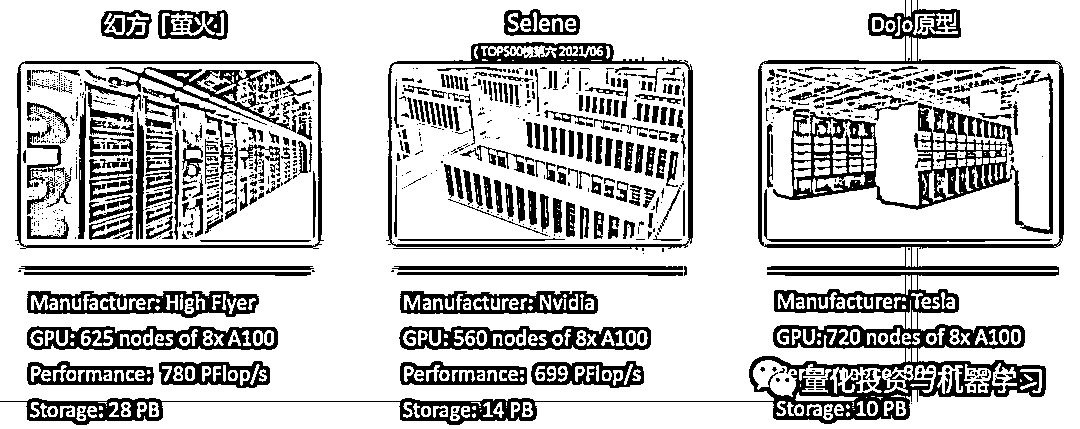 幻方「萤火」
Selene
( TOP500榜第六 2021/06 )
Dojo原型
Manufacturer: High Flyer
GPU: 625 nodes of 8x A100
Performance: 780 PFlop/s
Storage: 28 PB
Manufacturer: Nvidia
GPU: 560 nodes of 8x A100
Performance: 699 PFlop/s
Storage: 14 PB
Manufacturer: Tesla
GPU: 720 nodes of 8x A100
Performance:
量化投资与机器学习
Storage: 10 PB